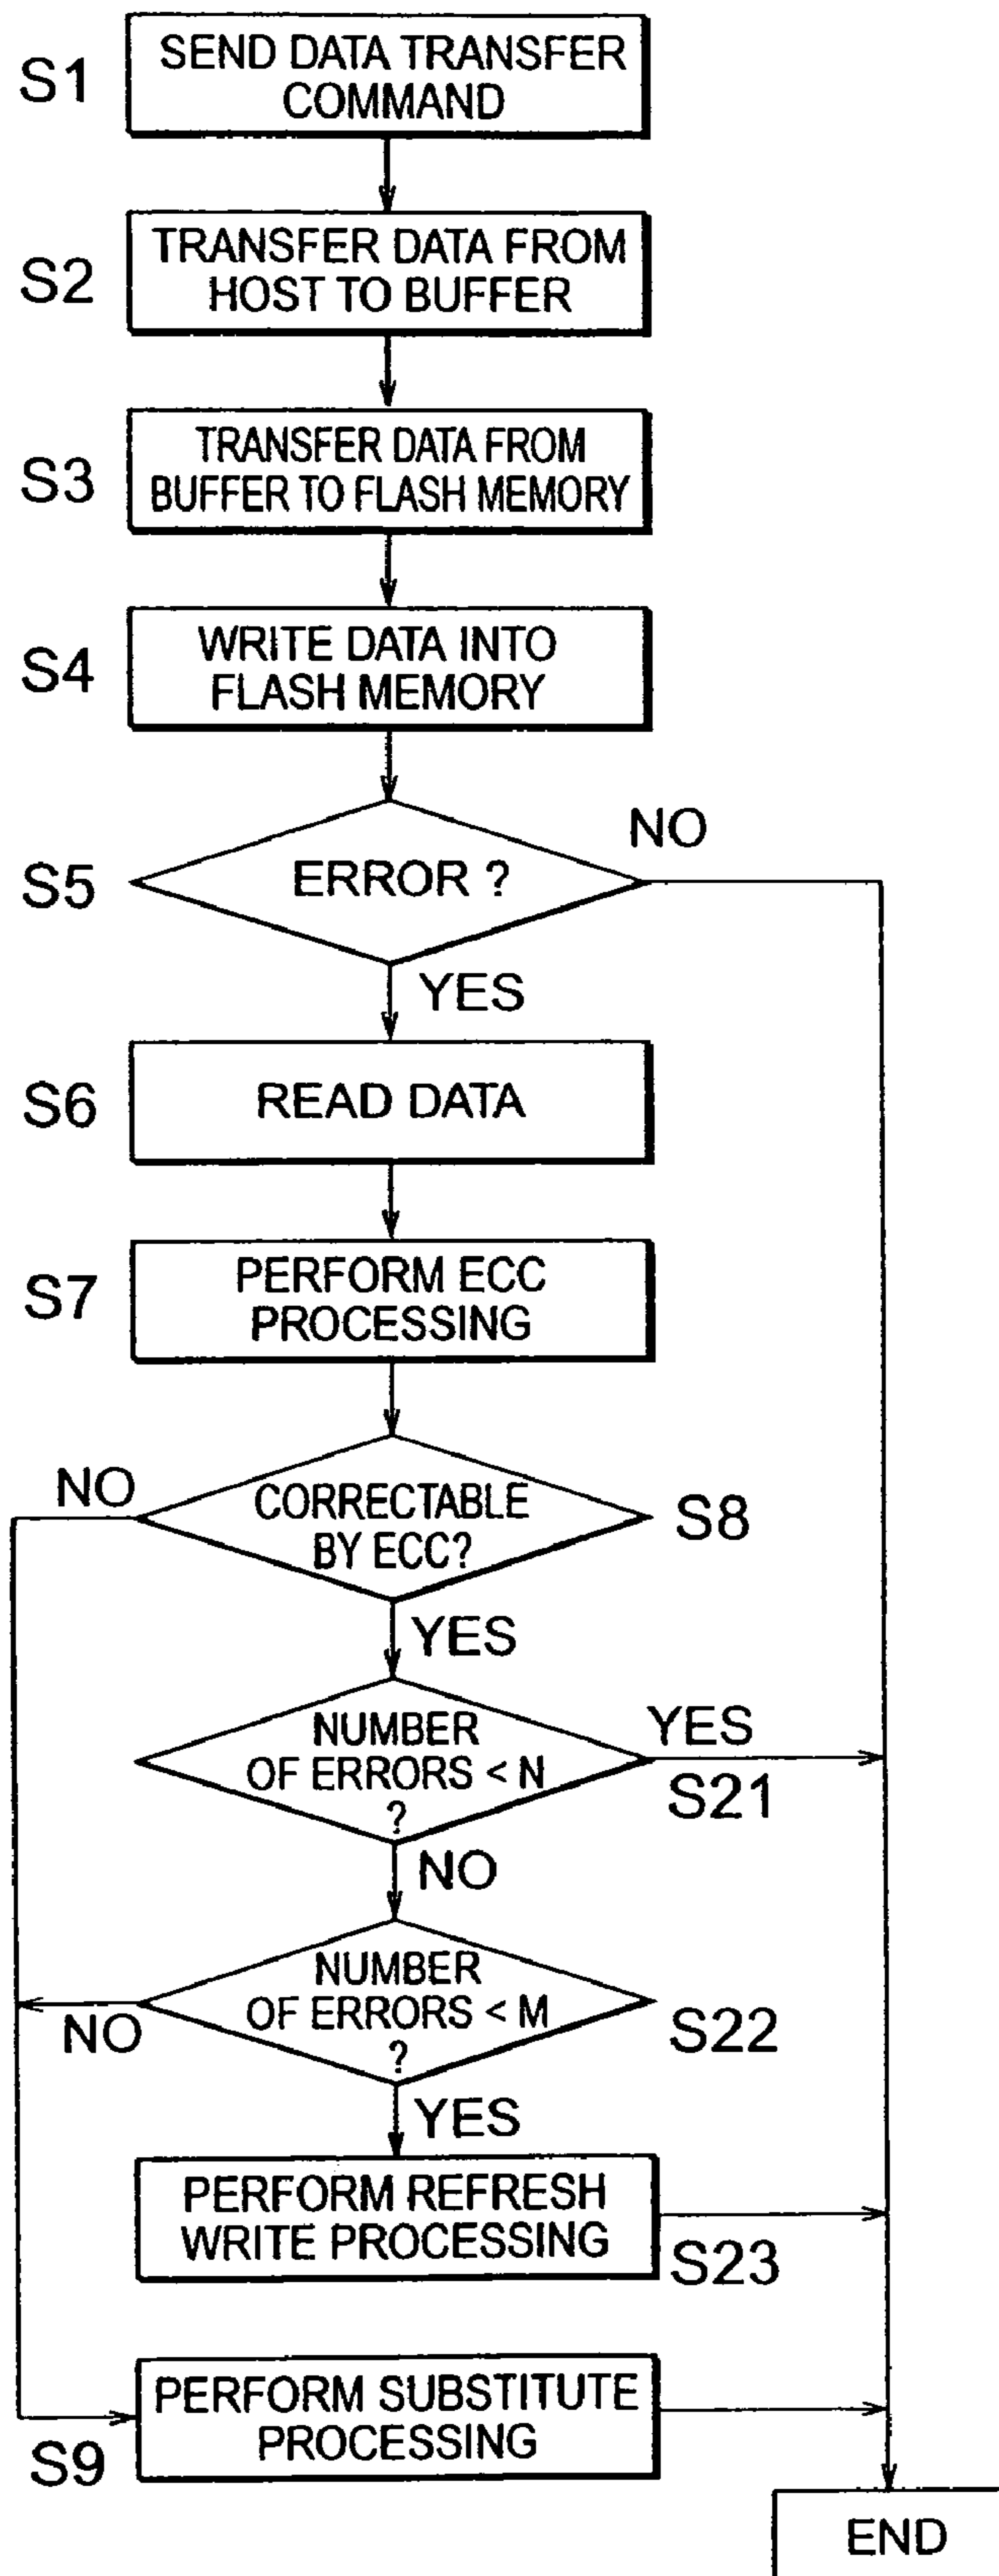 S1
SEND DATA TRANSFER
COMMAND
S2
TRANSFER DATA FROM
HOST TO BUFFER
S3
TRANSFER DATA FROM
BUFFER TO FLASH MEMORY
S4
WRITE DATA INTO
FLASH MEMORY
S5
ERROR ?
NO
YES
S6
READ DATA
S7
PERFORM ECC
PROCESSING
NO
CORRECTABLE
BY ECC?
S8
YES
NUMBER
OF ERRORS < N
?
YES
S21
NO
NUMBER
OF ERRORS < M
?
NO
S22
YES
PERFORM REFRESH
WRITE PROCESSING
S23
PERFORM SUBSTITUTE
PROCESSING
S9
END